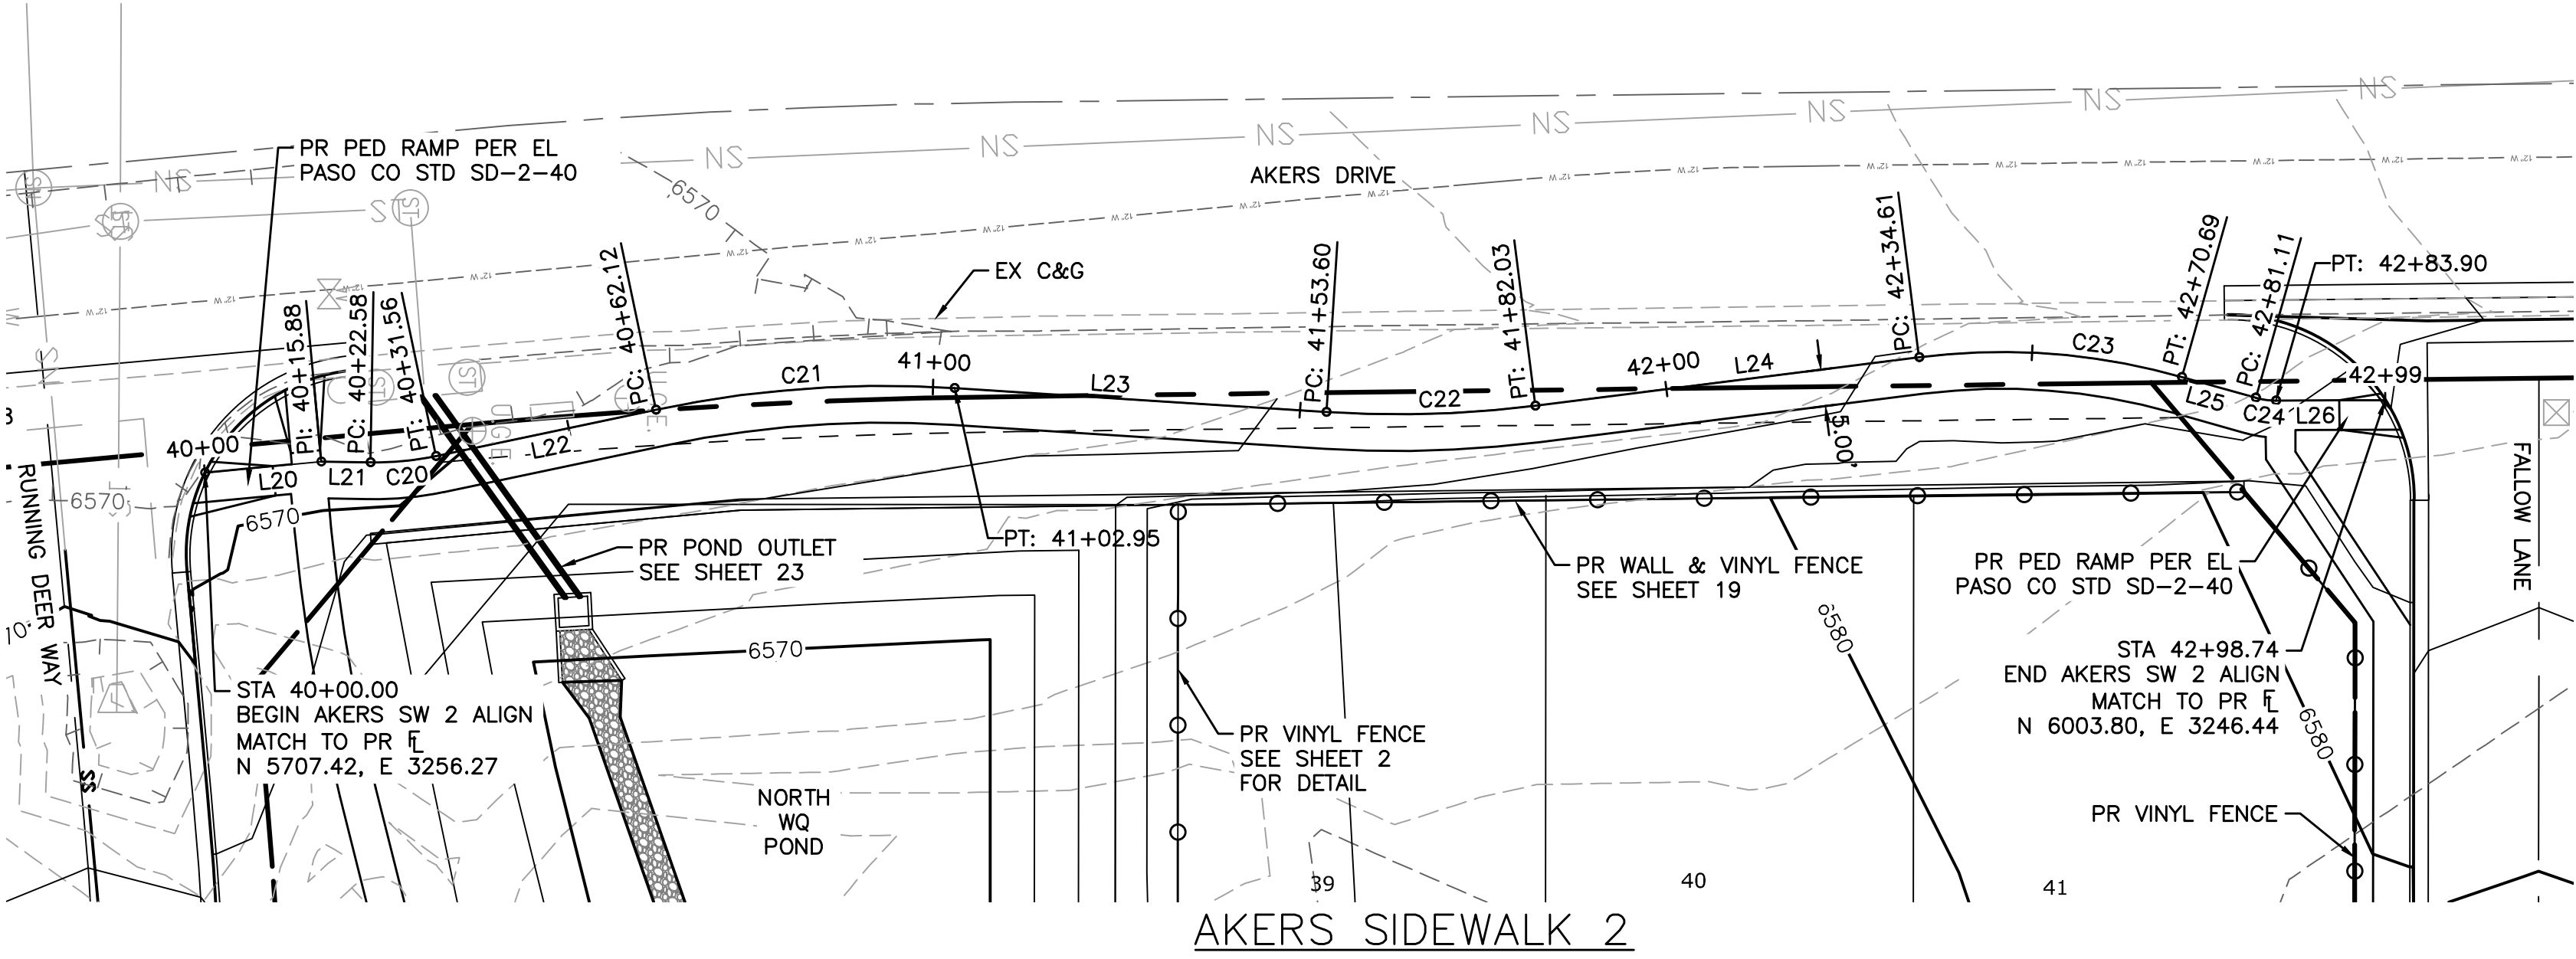 PR PED RAMP PER EL
PASO CO STD SD-2-40
NS
NS
NS
NS
NS
NS
NS
NS
AKERS DRIVE
6570
EX C&G
ST
ST
ST
12" W
40+00
PI: 40+15.88
PC: 40+22.58
PT: 40+31.56
PC: 40+62.12
41+00
PC: 41+53.60
PT: 41+82.03
42+00
PC: 42+34.61
PT: 42+70.69
PC: 42+81.11
PT: 42+83.90
42+99
L20
L21
C20
L22
C21
L23
C22
L24
C23
L25
C24
L26
5.00'
PT: 41+02.95
RUNNING DEER WAY
6570
6570
FALLOW LANE
PR POND OUTLET
SEE SHEET 23
PR WALL & VINYL FENCE
SEE SHEET 19
PR PED RAMP PER EL
PASO CO STD SD-2-40
6570
6580
6580
STA 40+00.00
BEGIN AKERS SW 2 ALIGN
MATCH TO PR FL
N 5707.42, E 3256.27
STA 42+98.74
END AKERS SW 2 ALIGN
MATCH TO PR FL
N 6003.80, E 3246.44
PR VINYL FENCE
SEE SHEET 2
FOR DETAIL
NORTH
WQ
POND
PR VINYL FENCE
SS
39
40
41
AKERS SIDEWALK 2